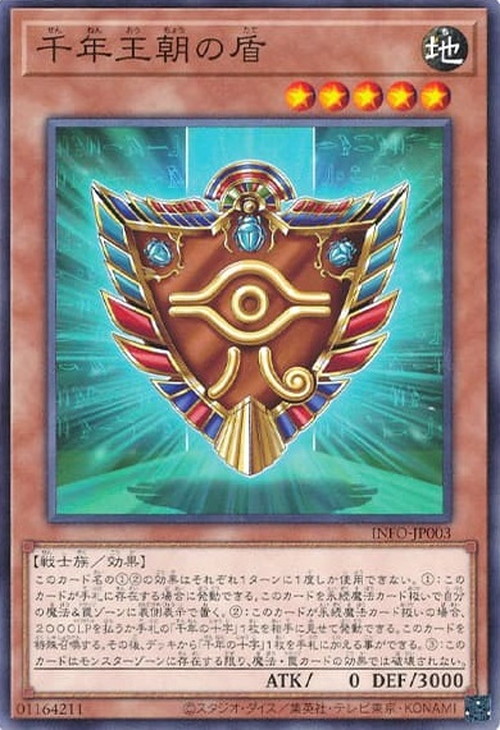 千年王朝の盾
地
INFO-JP003
【戦士族／効果】
このカード名の①②の効果はそれぞれ1ターンに1度しか使用できない。①：この
カードが手札に存在する場合に発動できる。このカードを永続魔法カード扱いで自分
の魔法＆罠ゾーンに表側表示で置く。②：このカードが永続魔法カード扱いの場合、
2000LPを払うか手札の「千年の十字」1枚を相手に見せて発動できる。このカードを
特殊召喚する。その後、デッキから「千年の十字」1枚を手札に加える事ができる。③：こ
のカードはモンスターゾーンに存在する限り、魔法・罠カードの効果では破壊されない。
ATK/ 0 DEF/3000
01164211 ©スタジオ・ダイス／集英社・テレビ東京・KONAMI